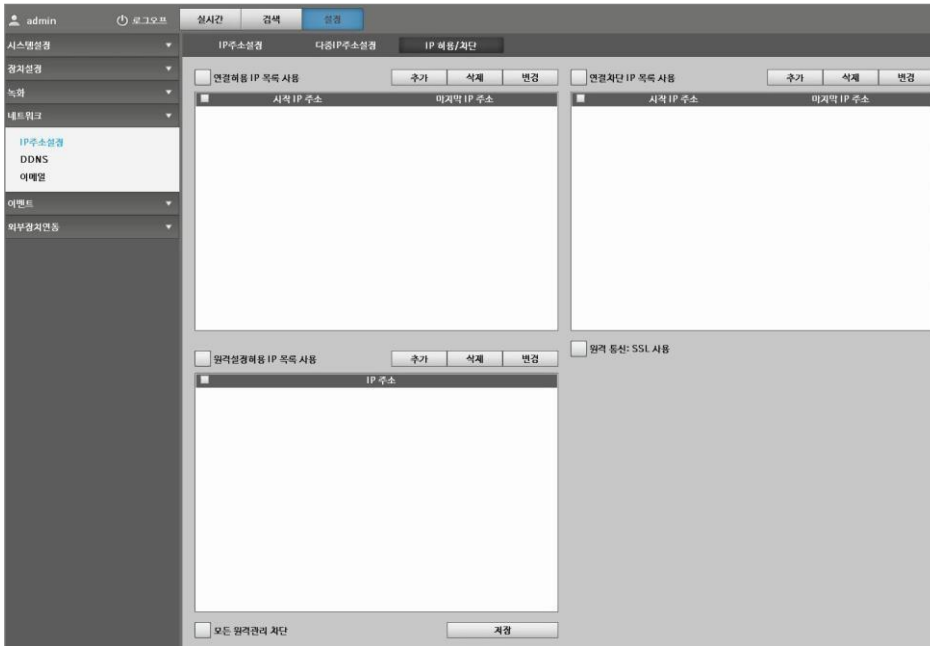 admin 로그오프 실시간 검색 설정
시스템설정
장치설정
녹화
네트워크
IP주소설정
DDNS
이메일
이벤트
외부장치연동
IP주소설정 다중IP주소설정 IP 허용/차단
연결허용 IP 목록 사용 추가 삭제 변경
시작 IP 주소 마지막 IP 주소
연결차단 IP 목록 사용 추가 삭제 변경
시작 IP 주소 마지막 IP 주소
원격설정허용 IP 목록 사용 추가 삭제 변경
IP 주소
원격 통신: SSL 사용
모든 원격관리 차단 저장